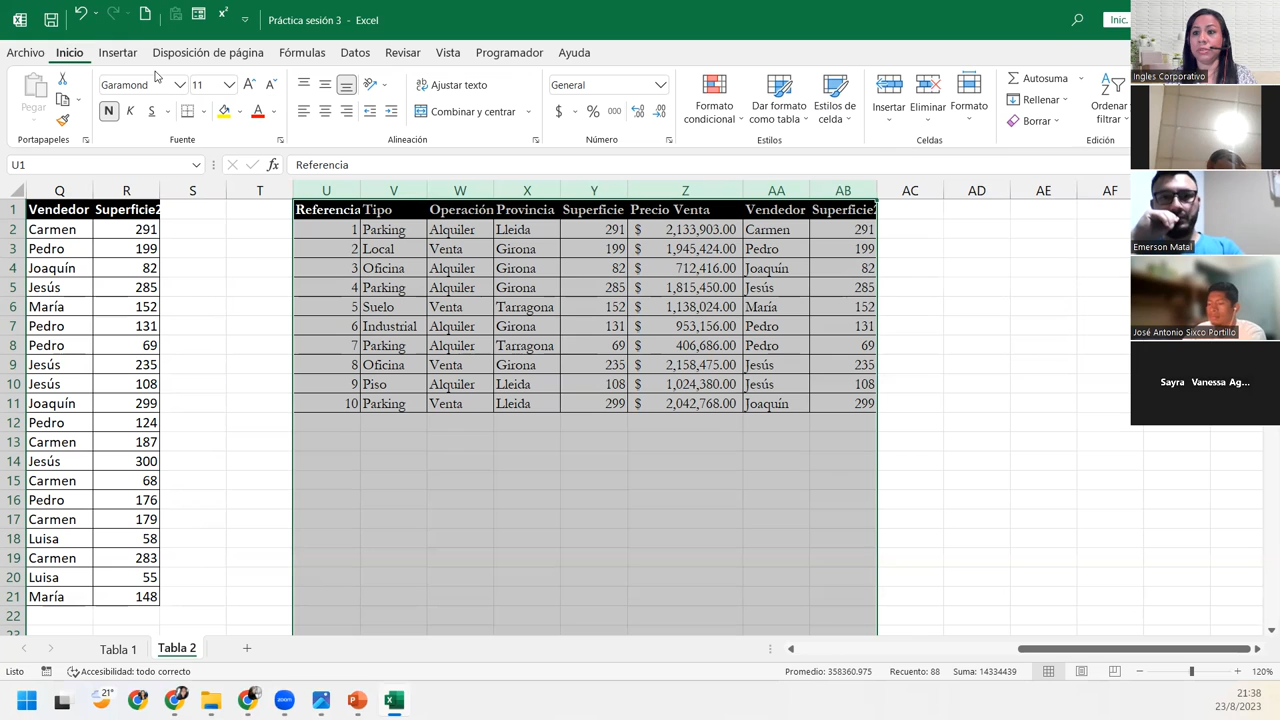 Práctica sesión 3 - Excel
Inic.
Archivo Inicio Insertar Disposición de página Fórmulas Datos Revisar Vista Ayuda
Pegar
Garamond 11
N K S
Combinar y centrar
General
$ % 000
Formato condicional
Dar formato como tabla
Estilos de celda
Insertar Eliminar Formato
Autosuma
Rellenar
Borrar
Ordenar
filtrar
Portapapeles Fuente Alineación Número Estilos Celdas
U1 fx Referencia
Q R S T U V W X Y Z AA AB AC AD AE AF
1 Vendedor Superficie2 Referencia Tipo Operación Provincia Superficie Precio Venta Vendedor Superficie
2 Carmen 291 1 Parking Alquiler Lleida 291 $ 2,133,903.00 Carmen 291
3 Pedro 199 2 Local Venta Girona 199 $ 1,945,424.00 Pedro 199
4 Joaquín 82 3 Oficina Alquiler Girona 82 $ 712,416.00 Joaquín 82
5 Jesús 285 4 Parking Alquiler Girona 285 $ 1,815,450.00 Jesús 285
6 María 152 5 Suelo Venta Tarragona 152 $ 1,138,024.00 María 152
7 Pedro 131 6 Industrial Alquiler Girona 131 $ 953,156.00 Pedro 131
8 Pedro 69 7 Parking Alquiler Tarragona 69 $ 406,686.00 Pedro 69
9 Jesús 235 8 Oficina Venta Girona 235 $ 2,158,475.00 Jesús 235
10 Jesús 108 9 Piso Alquiler Lleida 108 $ 1,024,380.00 Jesús 108
11 Joaquín 299 10 Parking Venta Lleida 299 $ 2,042,768.00 Joaquín 299
12 Pedro 124
13 Carmen 187
14 Jesús 300
15 Carmen 68
16 Pedro 176
17 Carmen 179
18 Luisa 58
19 Carmen 283
20 Luisa 55
21 María 148
22
Tabla 1 Tabla 2
Listo Accesibilidad: todo correcto Promedio: 358360.975 Recuento: 88 Suma: 14334439 120%
21°
21:38
23/8/2023
Ingles Corporativo
Emerson Matal
José Antonio Sixco Portillo
Sayra Vanessa Ag...